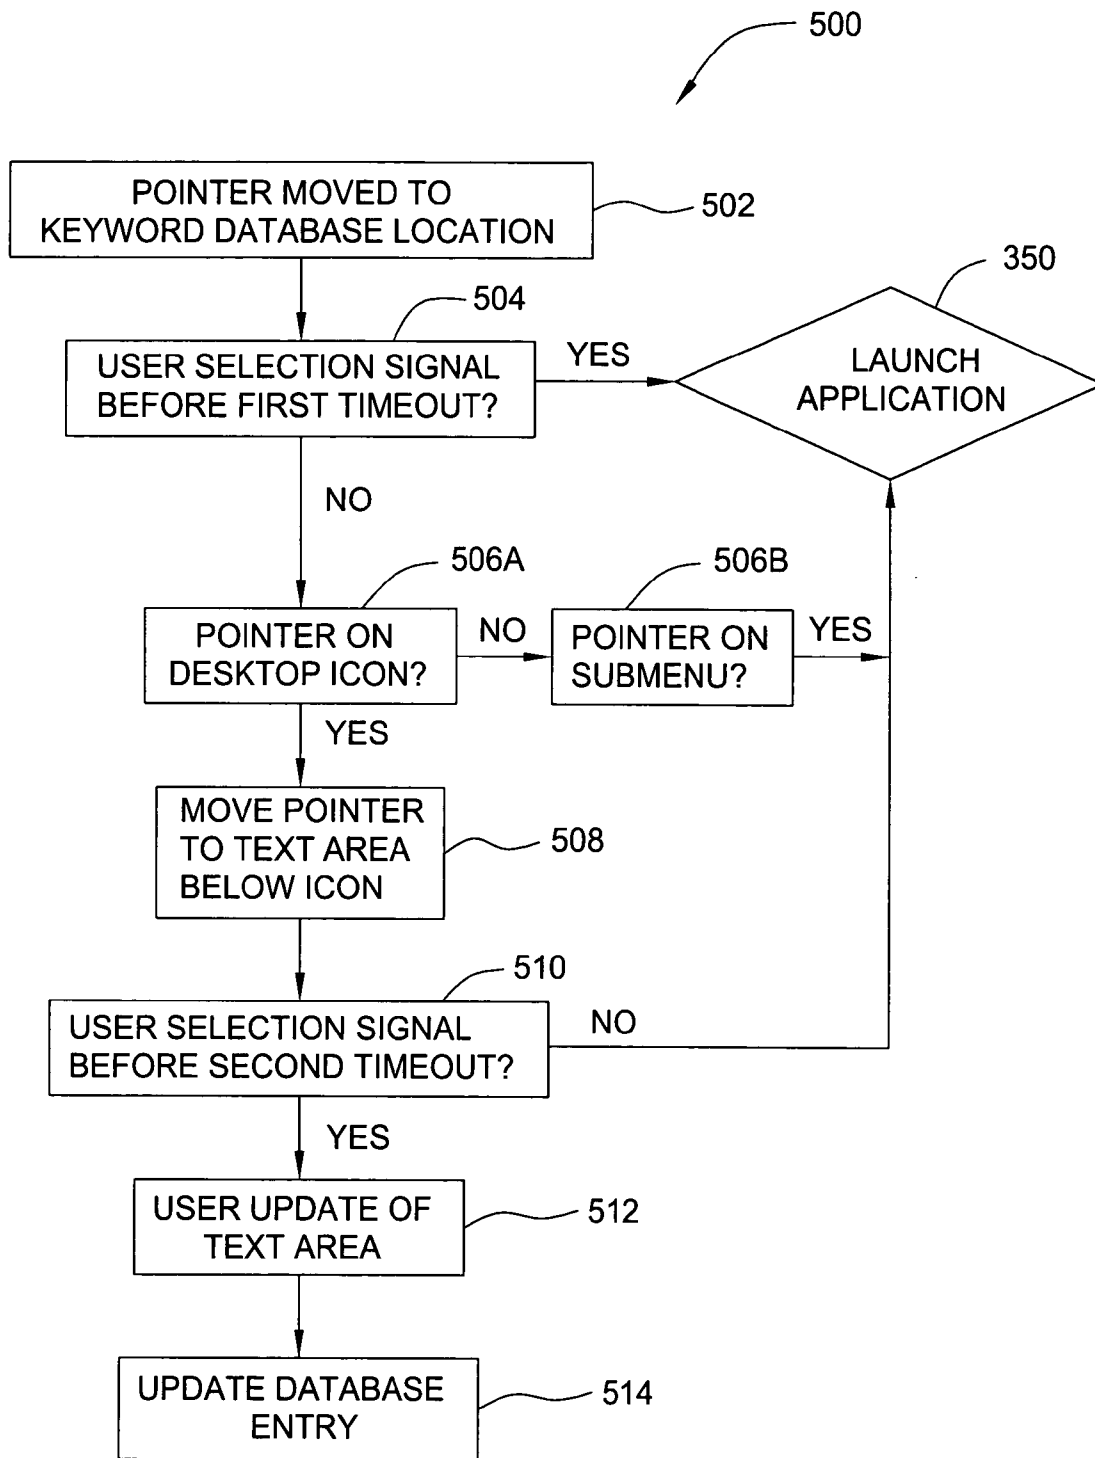 500
POINTER MOVED TO
KEYWORD DATABASE LOCATION
502
504
350
USER SELECTION SIGNAL
BEFORE FIRST TIMEOUT?
YES
LAUNCH
APPLICATION
NO
506A
506B
POINTER ON
DESKTOP ICON?
NO
POINTER ON
SUBMENU?
YES
YES
MOVE POINTER
TO TEXT AREA
BELOW ICON
508
510
USER SELECTION SIGNAL
BEFORE SECOND TIMEOUT?
NO
YES
USER UPDATE OF
TEXT AREA
512
UPDATE DATABASE
ENTRY
514